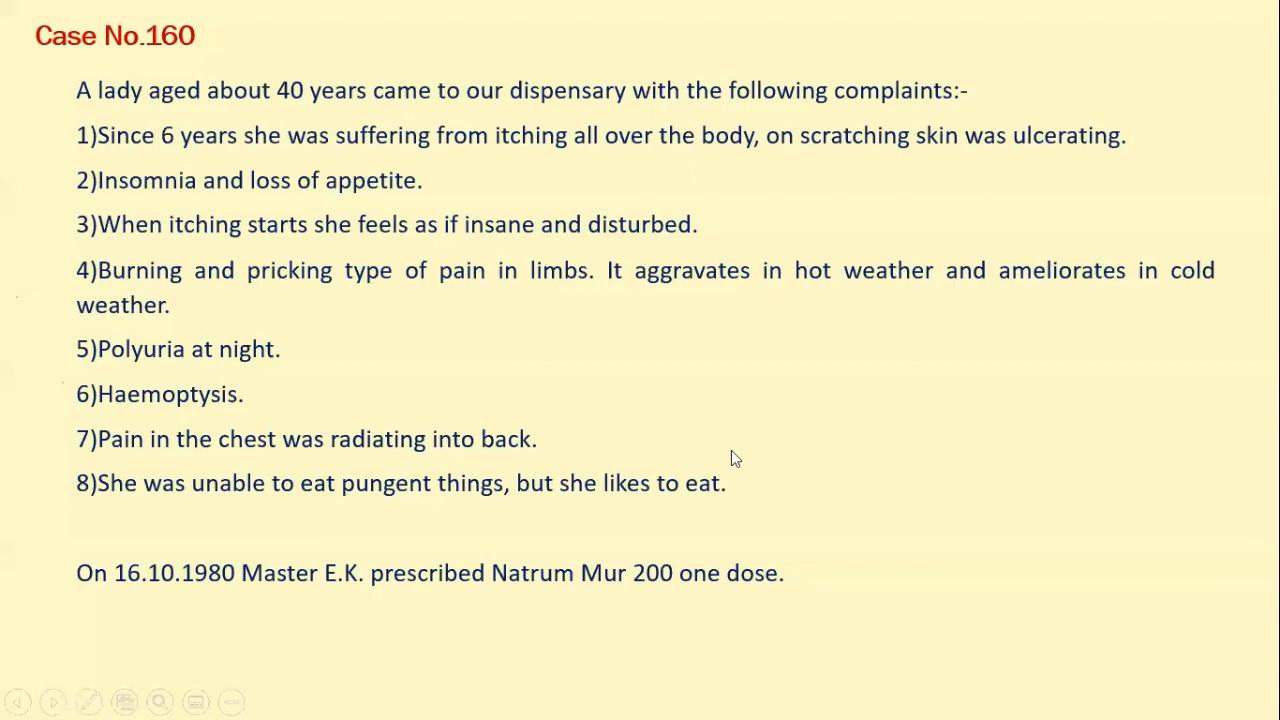 Case No.160
A lady aged about 40 years came to our dispensary with the following complaints:-
1)Since 6 years she was suffering from itching all over the body, on scratching skin was ulcerating.
2)Insomnia and loss of appetite.
3)When itching starts she feels as if insane and disturbed.
4)Burning and pricking type of pain in limbs. It aggravates in hot weather and ameliorates in cold
weather.
5)Polyuria at night.
6)Haemoptysis.
7)Pain in the chest was radiating into back.
8)She was unable to eat pungent things, but she likes to eat.
On 16.10.1980 Master E.K. prescribed Natrum Mur 200 one dose.